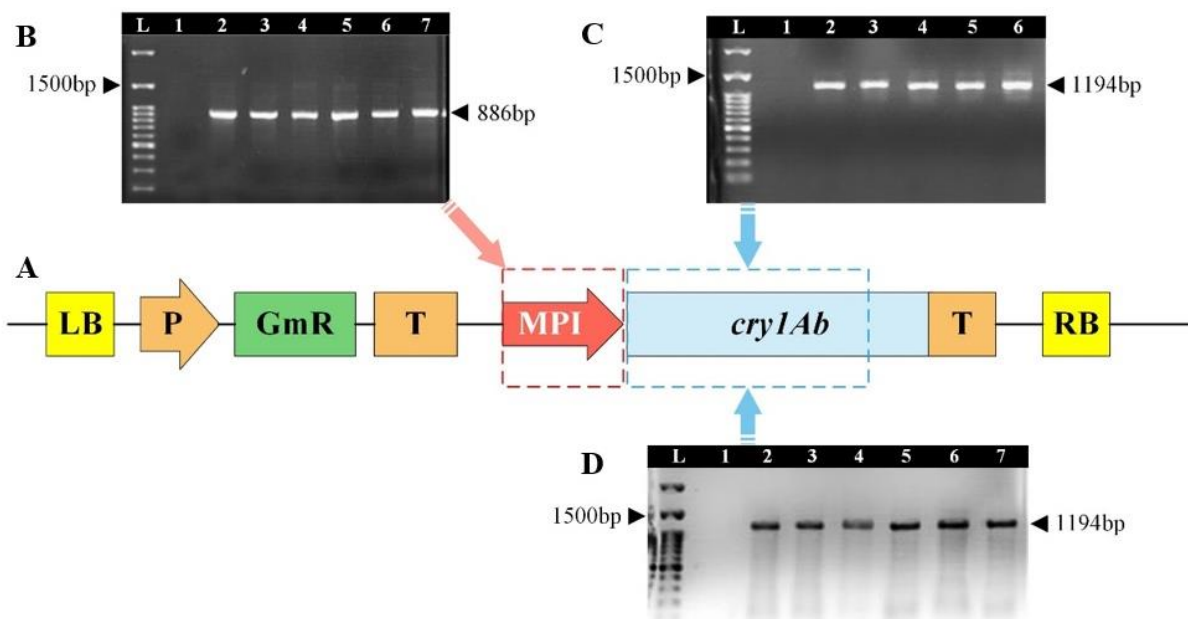 B
L 1 2 3 4 5 6 7
1500bp
886bp
C
L 1 2 3 4 5 6
1500bp
1194bp
A
LB P GmR T MPI cry1Ab T RB
D
L 1 2 3 4 5 6 7
1500bp
1194bp